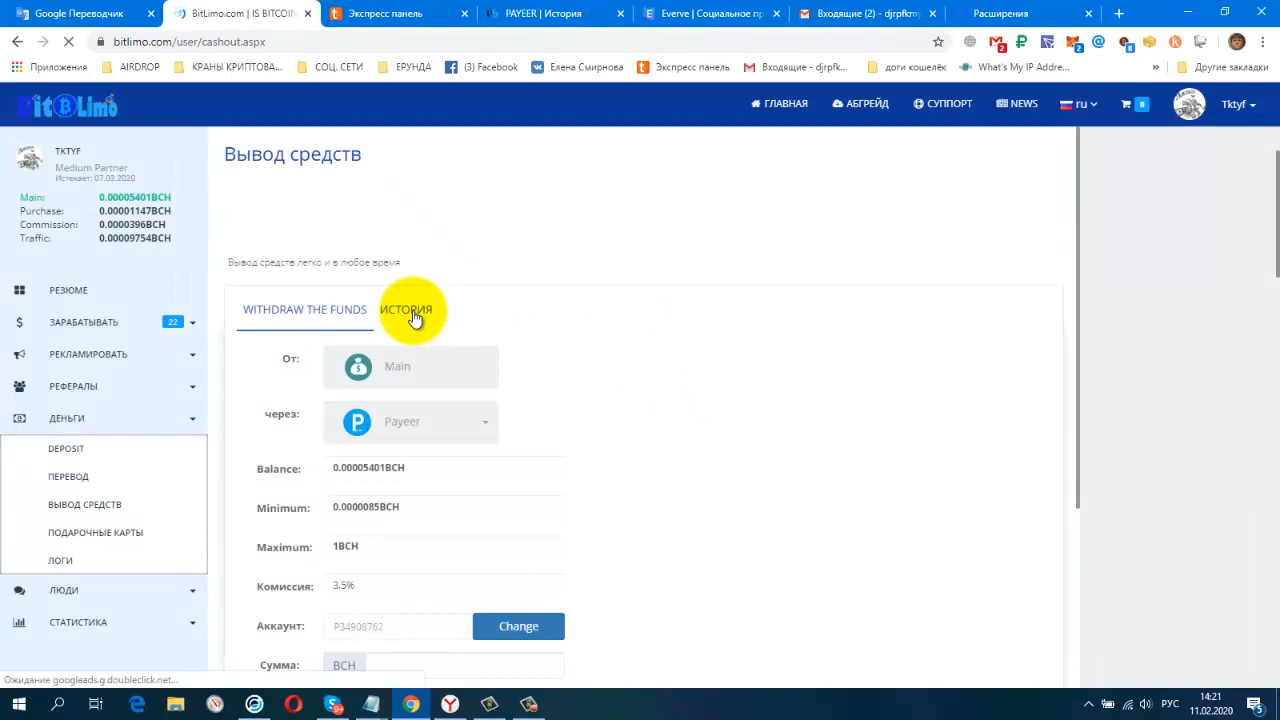 Google Переводчик
BitLimo.com | IS BITCOIN
Экспресс панель
PAYEER | История
Everve | Социальное пр
Входящие (2) - djrpfkmy
Расширения
bitlimo.com/user/cashout.aspx
Приложения
AIRDROP
КРАНЫ КРИПТОВА...
СОЦ. СЕТИ
ЕРУНДА
(3) Facebook
Елена Смирнова
Экспресс панель
Входящие - djrpfk...
доги кошелёк
What's My IP Addre...
»
Другие закладки
Bit Limo
ГЛАВНАЯ
АБГРЕЙД
СУППОРТ
NEWS
ru
0
Tktyf
TKTYF
Medium Partner
Истекает: 07.03.2020
Main: 0.00005401BCH
Purchase: 0.00001147BCH
Commission: 0.0000396BCH
Traffic: 0.00009754BCH
РЕЗЮМЕ
ЗАРАБАТЫВАТЬ 22
РЕКЛАМИРОВАТЬ
РЕФЕРАЛЫ
ДЕНЬГИ
DEPOSIT
ПЕРЕВОД
ВЫВОД СРЕДСТВ
ПОДАРОЧНЫЕ КАРТЫ
ЛОГИ
ЛЮДИ
СТАТИСТИКА
Вывод средств
Вывод средств легко и в любое время
WITHDRAW THE FUNDS
ИСТОРИЯ
От: Main
через: Payeer
Balance: 0.00005401BCH
Minimum: 0.0000085BCH
Maximum: 1BCH
Комиссия: 3.5%
Аккаунт: P34908762 Change
Сумма: BCH
Ожидание googleads.g.doubleclick.net...
РУС
14:21
11.02.2020